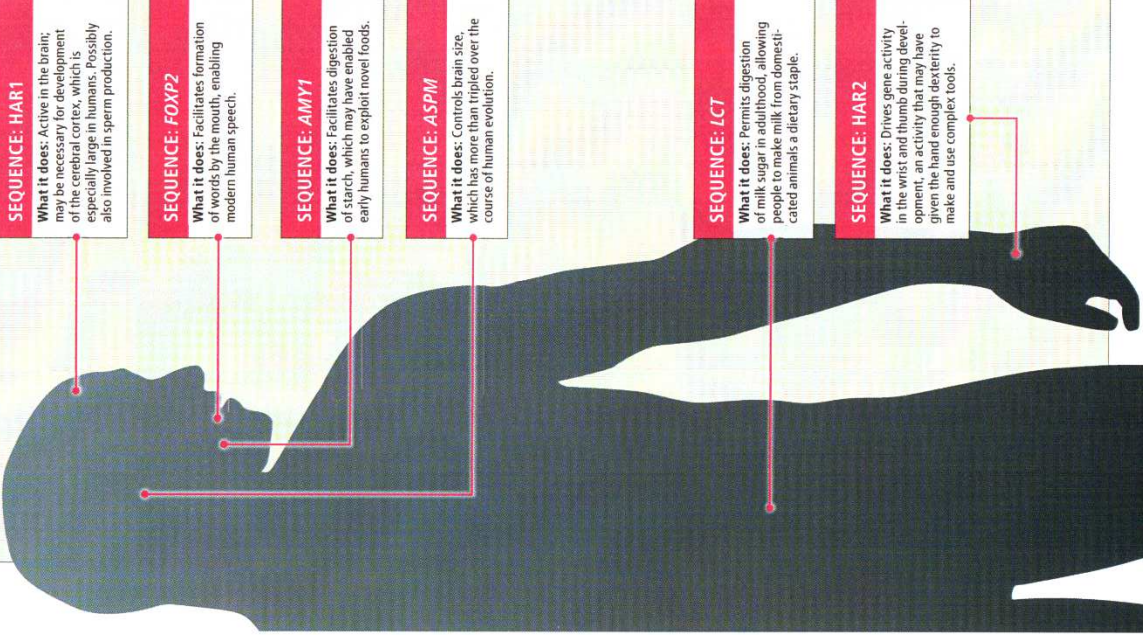 SEQUENCE: HAR1
What it does: Active in the brain;
may be necessary for development
of the cerebral cortex, which is
especially large in humans. Possibly
also involved in sperm production.
SEQUENCE: FOXP2
What it does: Facilitates formation
of words by the mouth, enabling
modern human speech.
SEQUENCE: AMY1
What it does: Facilitates digestion
of starch, which may have enabled
early humans to exploit novel foods.
SEQUENCE: ASPM
What it does: Controls brain size,
which has more than tripled over the
course of human evolution.
SEQUENCE: LCT
What it does: Permits digestion
of milk sugar in adulthood, allowing
people to make milk from domesti-
cated animals a dietary staple.
SEQUENCE: HAR2
What it does: Drives gene activity
in the wrist and thumb during devel-
opment, an activity that may have
given the hand enough dexterity to
make and use complex tools.